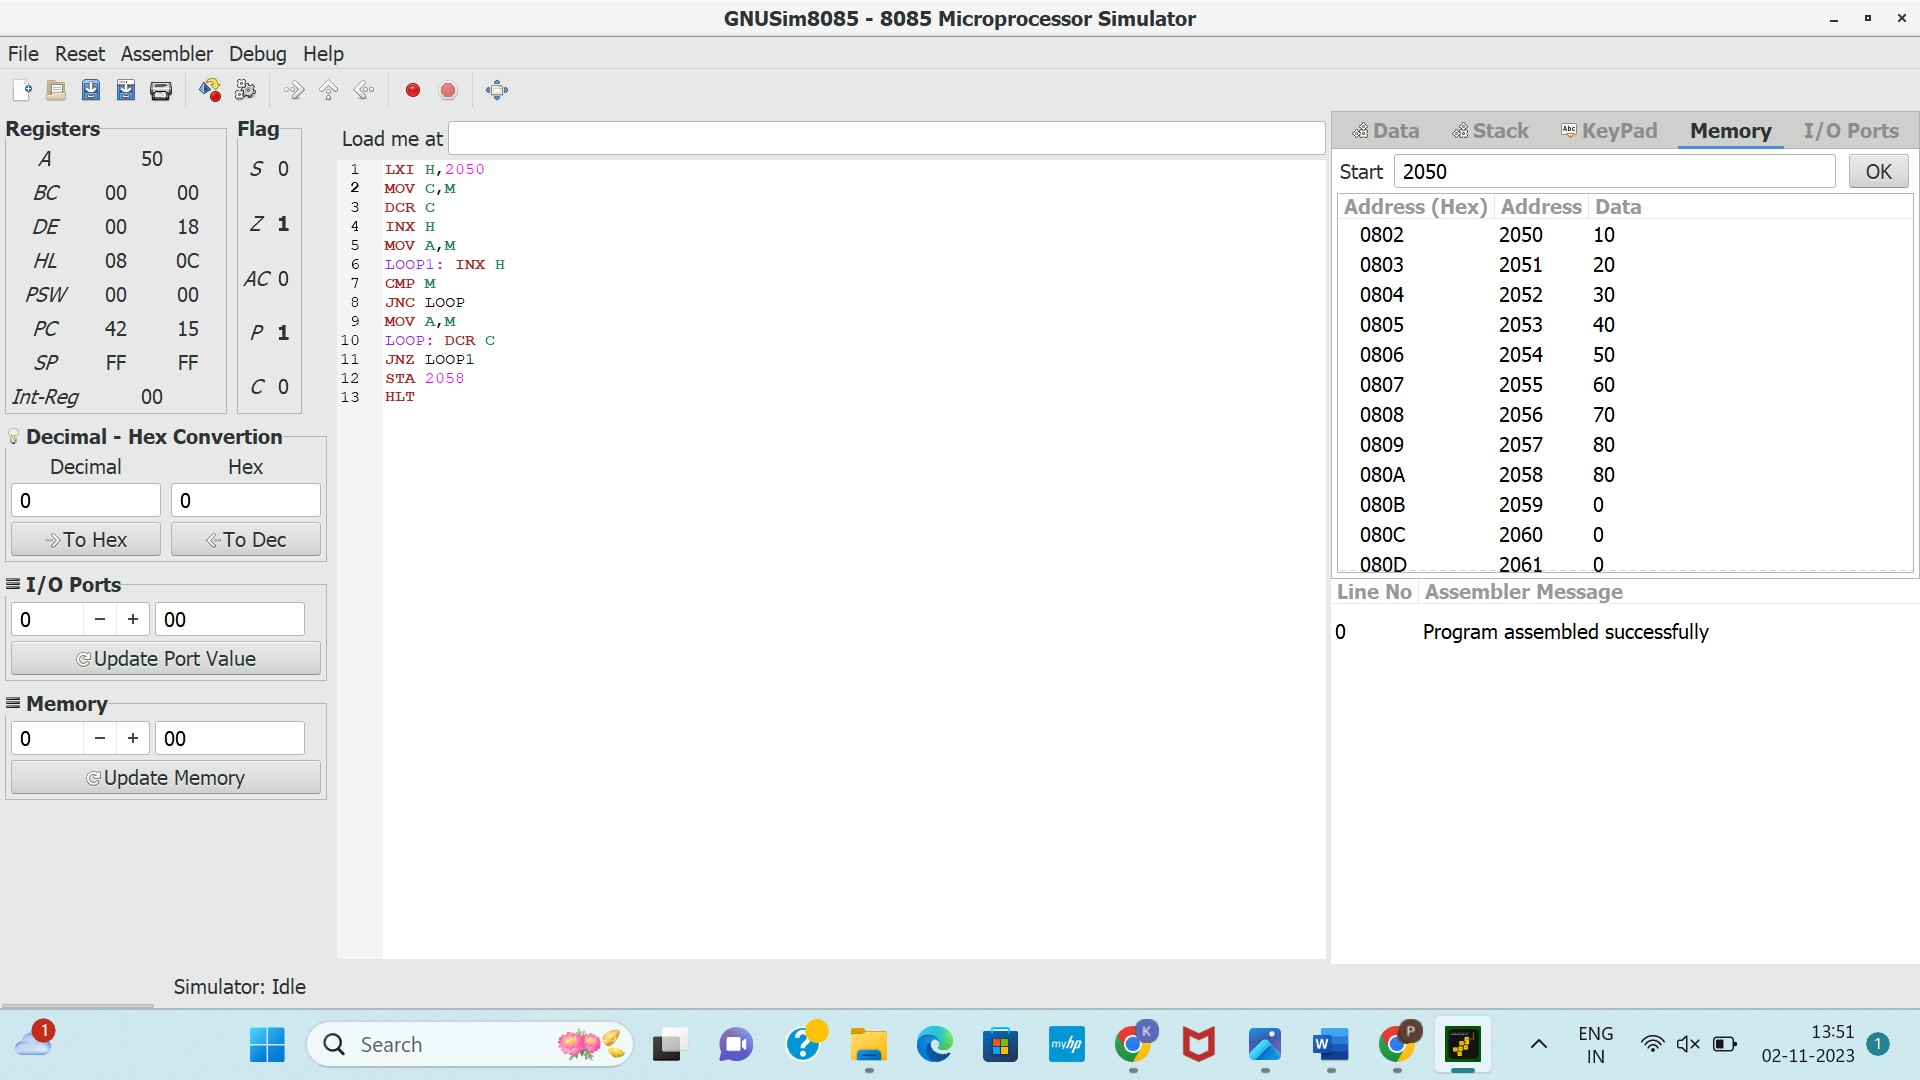 GNUSim8085 - 8085 Microprocessor Simulator
File Reset Assembler Debug Help
Registers
A 50
BC 00 00
DE 00 18
HL 08 0C
PSW 00 00
PC 42 15
SP FF FF
Int-Reg 00
Flag
S 0
Z 1
AC 0
P 1
C 0
Decimal - Hex Convertion
Decimal Hex
0 0
To Hex To Dec
I/O Ports
0 − + 00
Update Port Value
Memory
0 − + 00
Update Memory
Load me at
1 LXI H,2050
2 MOV C,M
3 DCR C
4 INX H
5 MOV A,M
6 LOOP1: INX H
7 CMP M
8 JNC LOOP
9 MOV A,M
10 LOOP: DCR C
11 JNZ LOOP1
12 STA 2058
13 HLT
Data Stack Abc KeyPad Memory I/O Ports
Start 2050 OK
Address (Hex) Address Data
0802 2050 10
0803 2051 20
0804 2052 30
0805 2053 40
0806 2054 50
0807 2055 60
0808 2056 70
0809 2057 80
080A 2058 80
080B 2059 0
080C 2060 0
080D 2061 0
Line No Assembler Message
0 Program assembled successfully
Simulator: Idle
1
Search
?
myhp
K
W
P
ENG
IN
13:51
02-11-2023
1